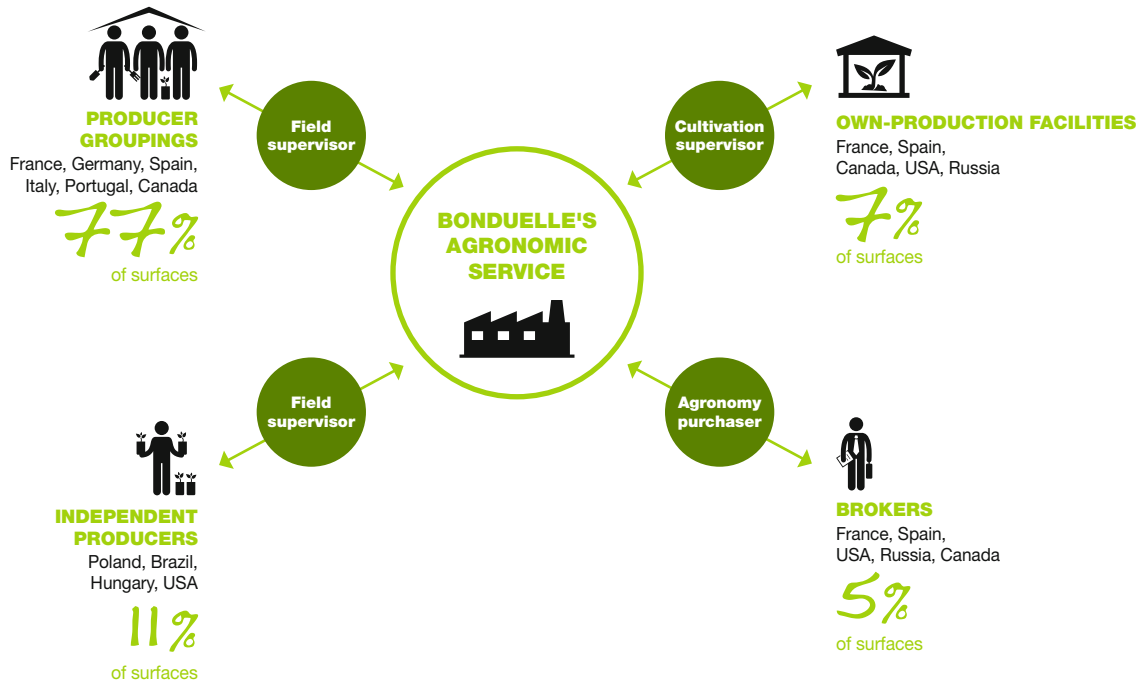 PRODUCER
GROUPINGS
France, Germany, Spain,
Italy, Portugal, Canada
77%
of surfaces
Field
supervisor
Cultivation
supervisor
OWN-PRODUCTION FACILITIES
France, Spain,
Canada, USA, Russia
7%
of surfaces
BONDUELLE'S
AGRONOMIC
SERVICE
Field
supervisor
Agronomy
purchaser
INDEPENDENT
PRODUCERS
Poland, Brazil,
Hungary, USA
11%
of surfaces
BROKERS
France, Spain,
USA, Russia, Canada
5%
of surfaces